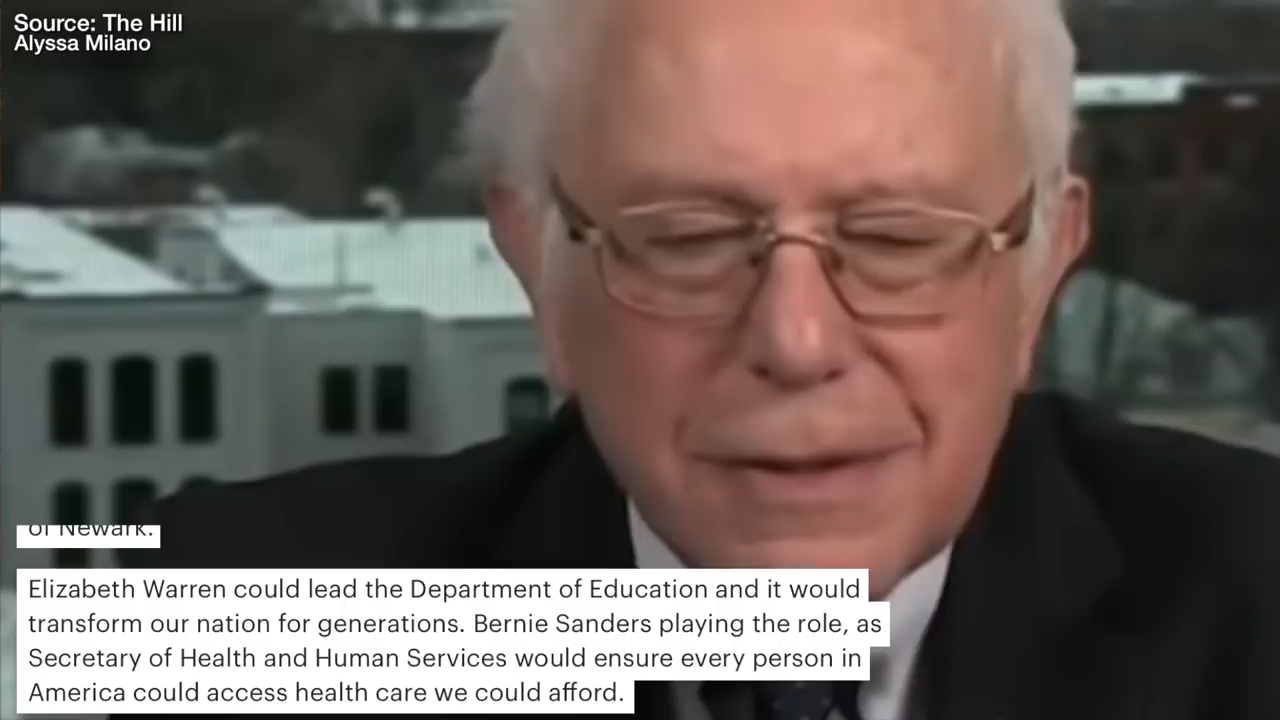 Source: The Hill
Alyssa Milano
of Newark.
Elizabeth Warren could lead the Department of Education and it would
transform our nation for generations. Bernie Sanders playing the role, as
Secretary of Health and Human Services would ensure every person in
America could access health care we could afford.